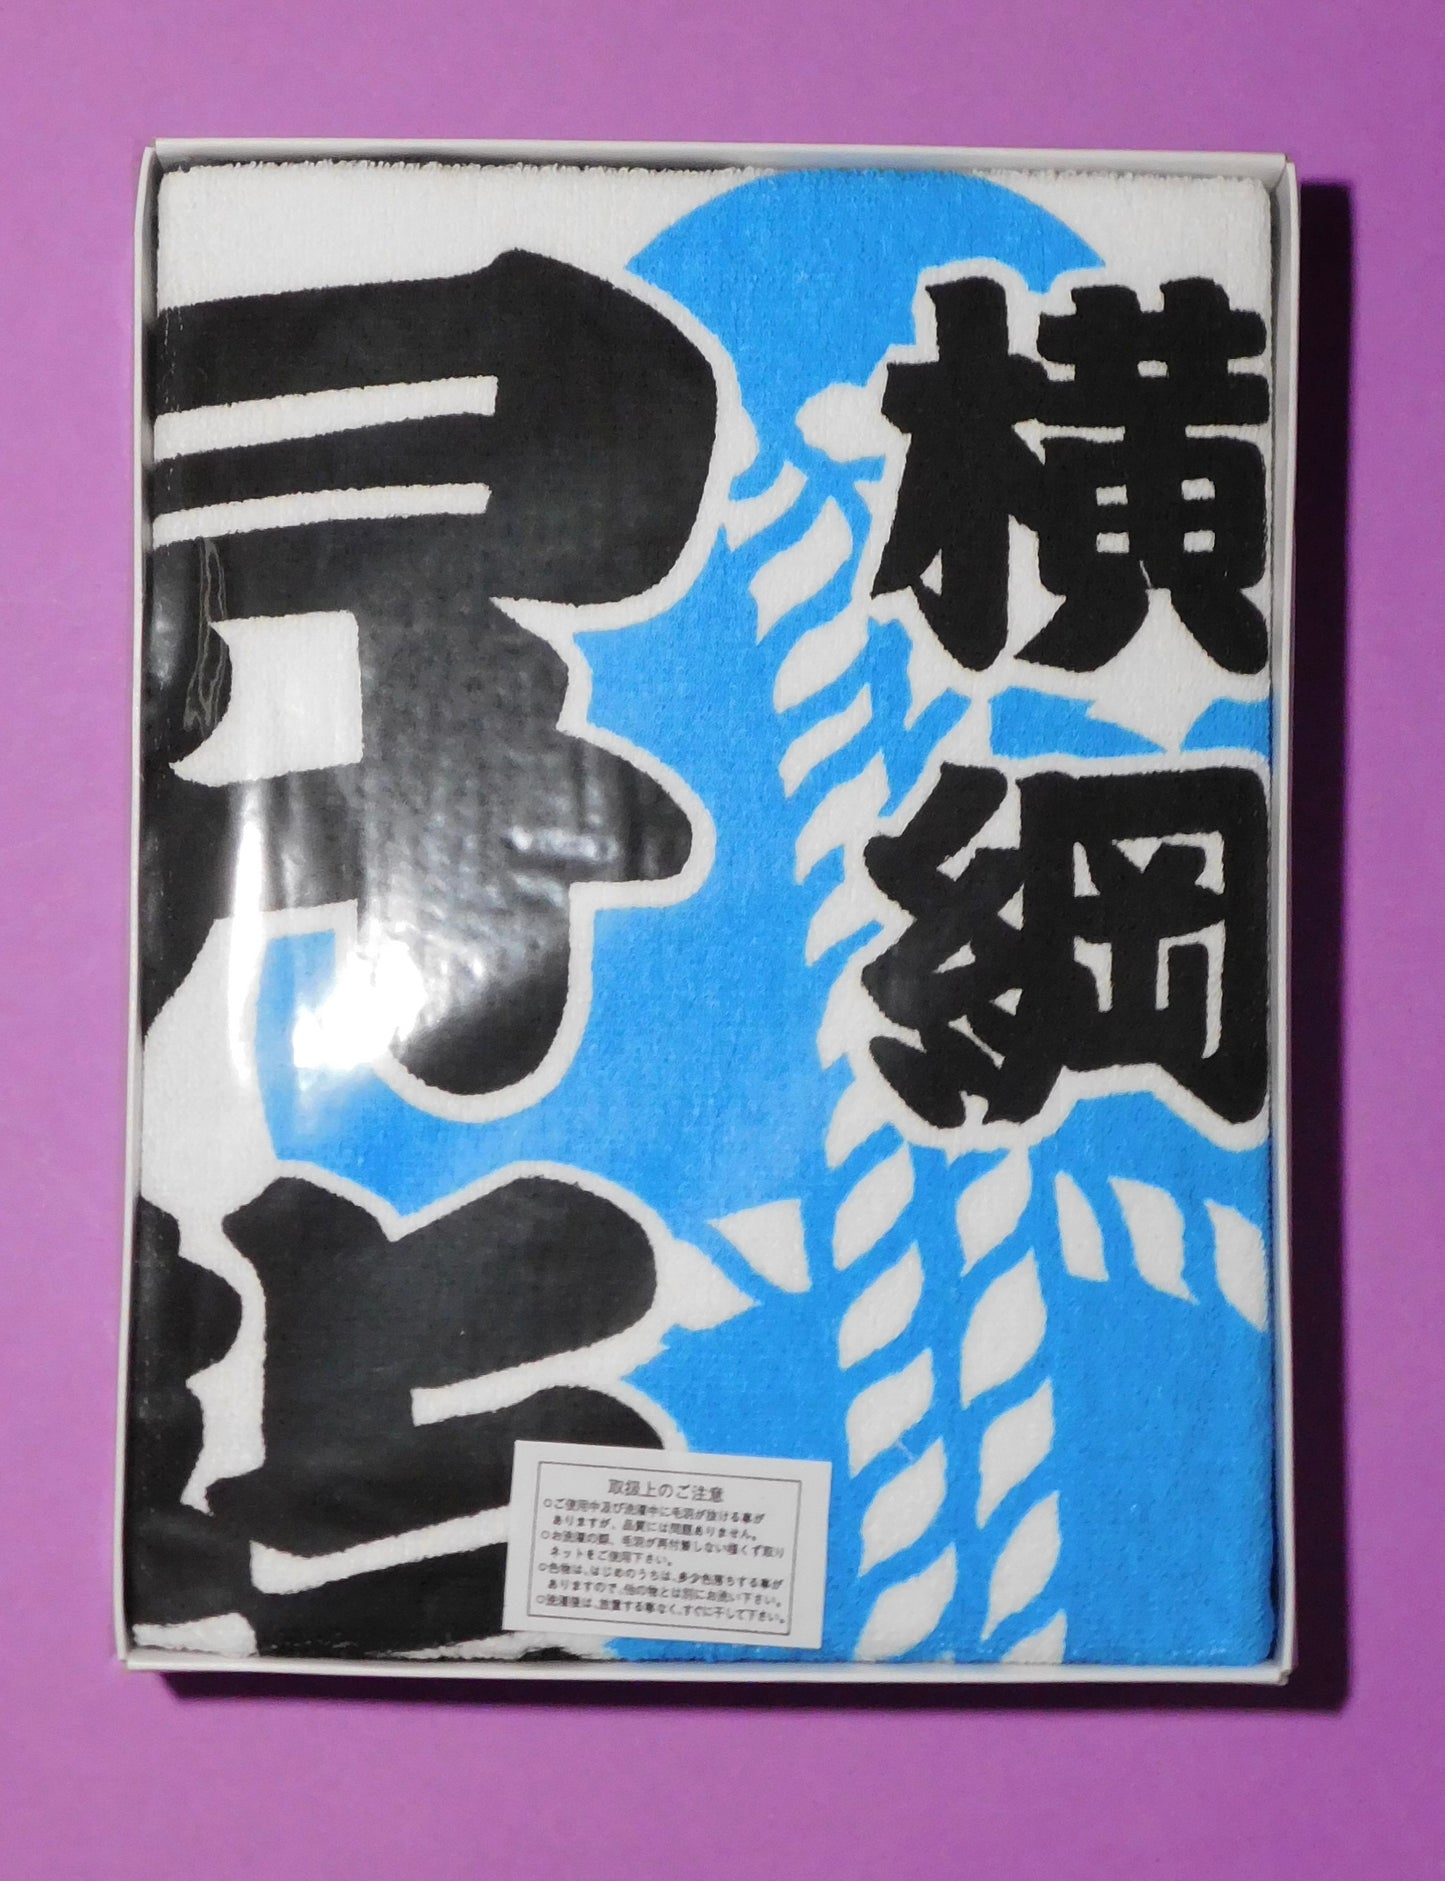 横
綱
取扱上のご注意
○ご使用中及び洗濯中に毛羽が抜ける事が
ありますが、品質には問題ありません。
○お洗濯の際、毛羽が再付着しない様くず取り
ネットをご使用下さい。
○色物は、はじめのうちは、多少色落ちする事が
ありますので、他の物とは別にお洗い下さい。
○洗濯後は、放置する事なく、すぐに干して下さい。